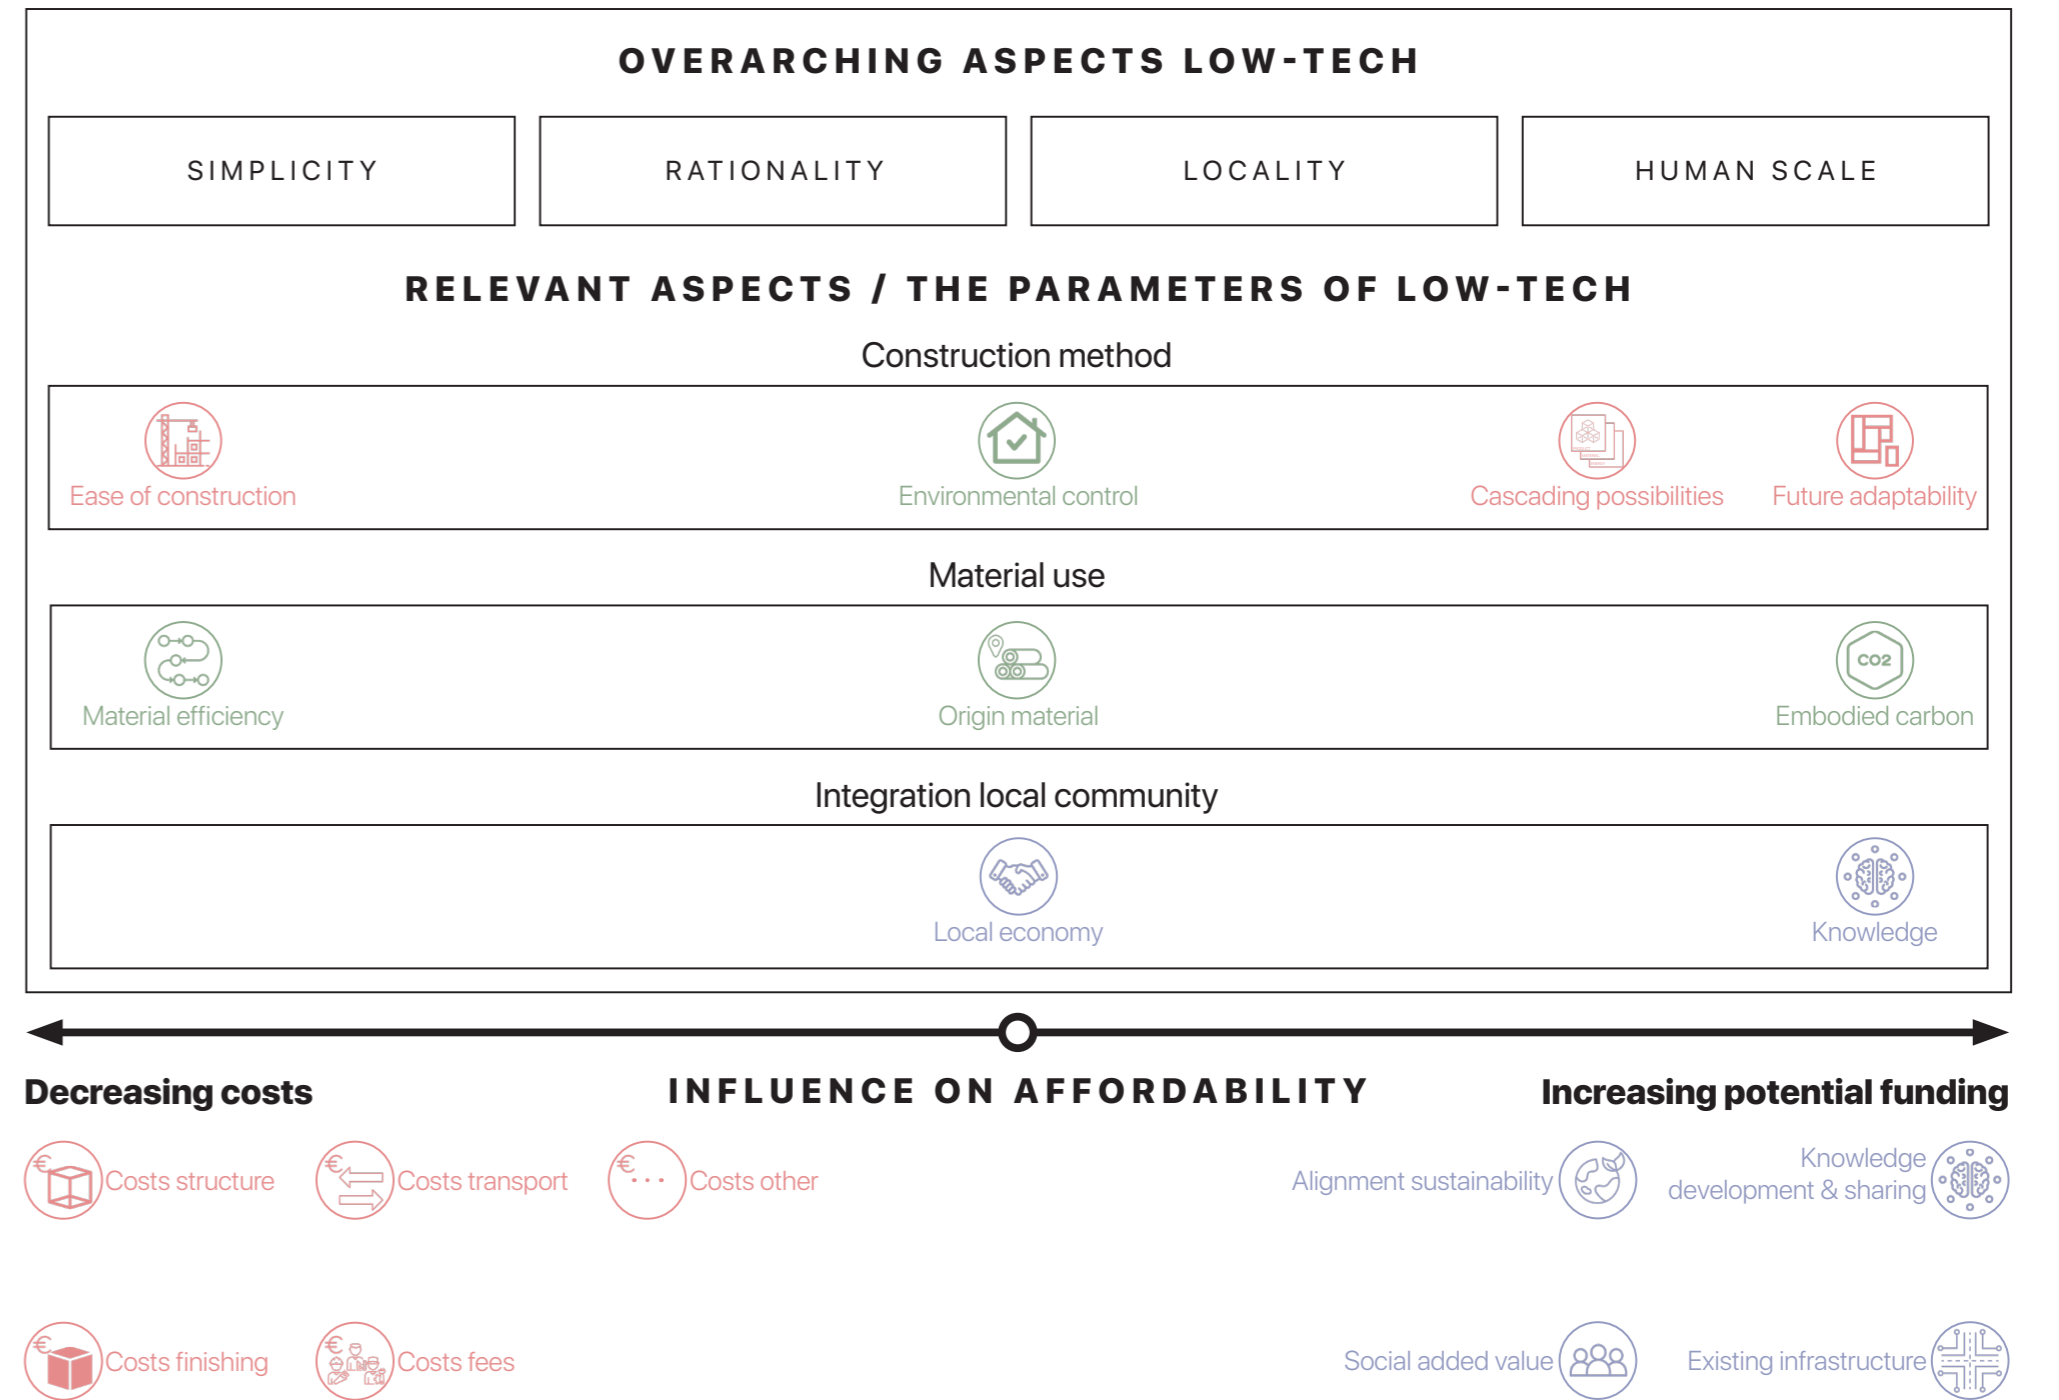 OVERARCHING ASPECTS LOW-TECH
SIMPLICITY
RATIONALITY
LOCALITY
HUMAN SCALE
RELEVANT ASPECTS / THE PARAMETERS OF LOW-TECH
Construction method
Ease of construction
Environmental control
Cascading possibilities
Future adaptability
Material use
CO2
Material efficiency
Origin material
Embodied carbon
Integration local community
Local economy
Knowledge
Decreasing costs
INFLUENCE ON AFFORDABILITY
Increasing potential funding
€
Costs structure
€
Costs transport
€
...
Costs other
Alignment sustainability
Knowledge
development & sharing
€
Costs finishing
€
Costs fees
Social added value
Existing infrastructure